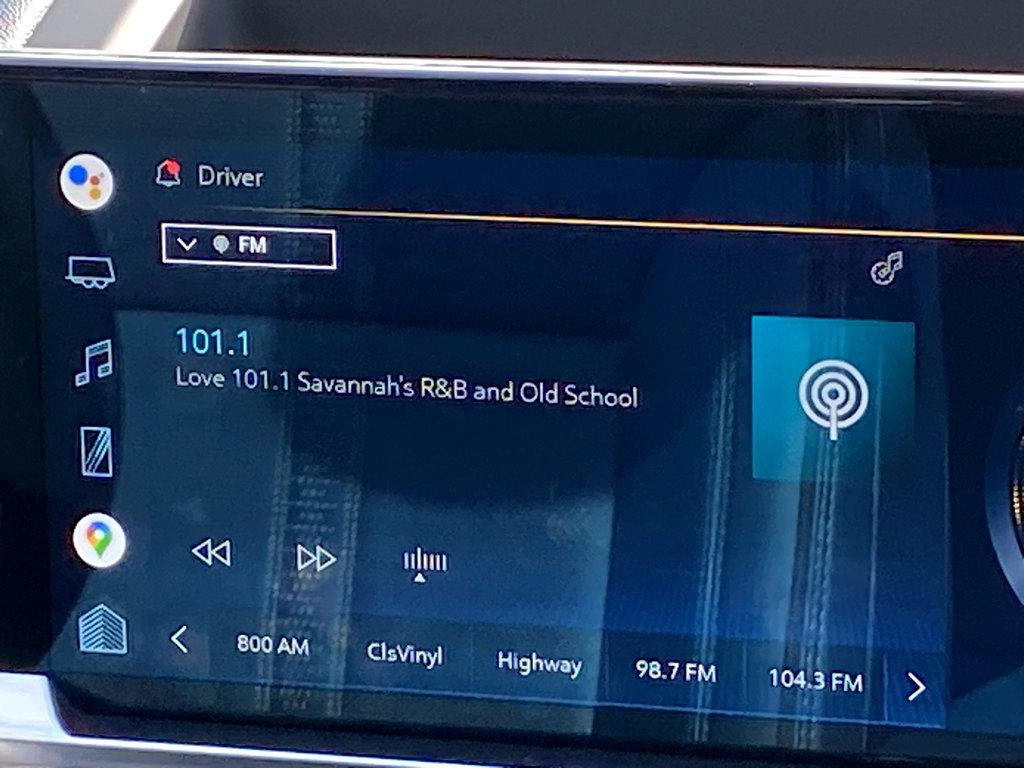 Driver
FM
101.1
Love 101.1 Savannah's R&B and Old School
800 AM
ClsVinyl
Highway
98.7 FM
104.3 FM